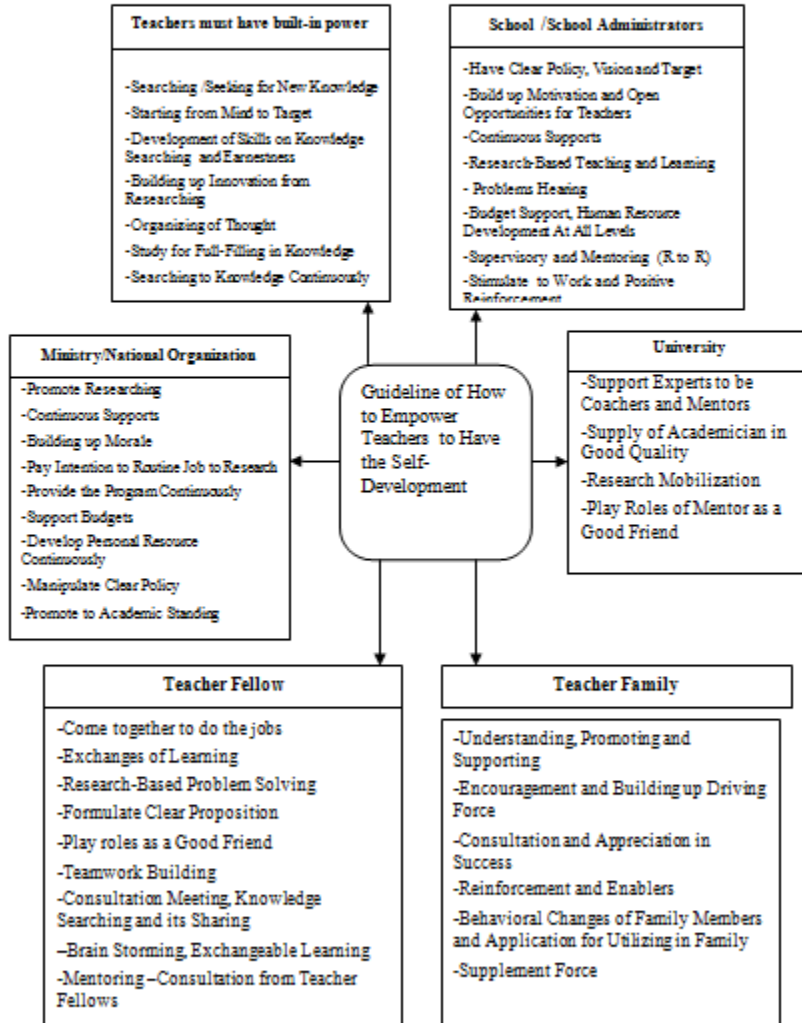 Teachers must have built-in power
-Searching /Seeking for New Knowledge
-Starting from Mind to Target
-Development of Skills on Knowledge
Searching and Earnestness
-Building up Innovation from
Researching
-Organizing of Thought
-Study for Full-Filling in Knowledge
-Searching to Knowledge Continuously
School /School Administrators
-Have Clear Policy, Vision and Target
-Build up Motivation and Open
Opportunities for Teachers
-Continuous Supports
-Research-Based Teaching and Learning
- Problems Hearing
-Budget Support, Human Resource
Development At All Levels
-Supervisory and Mentoring (R to R)
-Stimulate to Work and Positive
Reinforcement
Ministry/National Organization
-Promote Researching
-Continuous Supports
-Building up Morale
-Pay Intention to Routine Job to Research
-Provide the Program Continuously
-Support Budgets
-Develop Personal Resource
Continuously
-Manipulate Clear Policy
-Promote to Academic Standing
Guideline of How
to Empower
Teachers to Have
the Self-
Development
University
-Support Experts to be
Coachers and Mentors
-Supply of Academician in
Good Quality
-Research Mobilization
-Play Roles of Mentor as a
Good Friend
Teacher Fellow
-Come together to do the jobs
-Exchanges of Learning
-Research-Based Problem Solving
-Formulate Clear Proposition
-Play roles as a Good Friend
-Teamwork Building
-Consultation Meeting, Knowledge
Searching and its Sharing
–Brain Storming, Exchangeable Learning
-Mentoring –Consultation from Teacher
Fellows
Teacher Family
-Understanding, Promoting and
Supporting
-Encouragement and Building up Driving
Force
-Consultation and Appreciation in
Success
-Reinforcement and Enablers
-Behavioral Changes of Family Members
and Application for Utilizing in Family
-Supplement Force